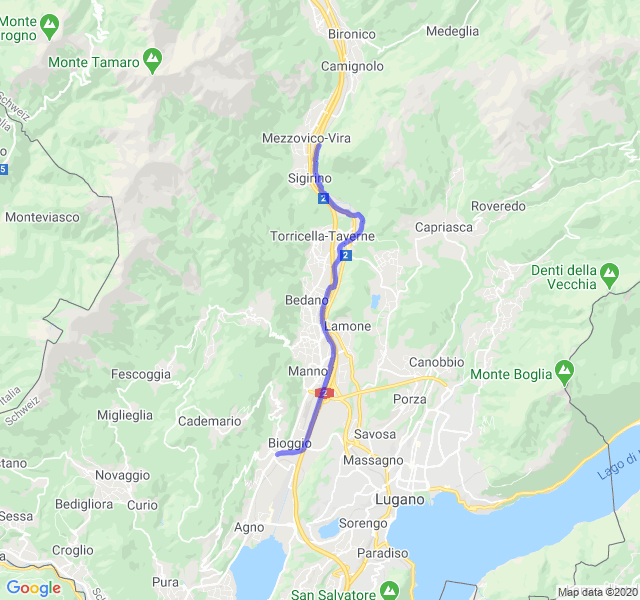 Monte
rogno
Bironico
Medeglia
Monte Tamaro
Camignolo
Schweiz
Italia
Mezzovico-Vira
5
Sigirino
2
Roveredo
Monteviasco
Capriasca
Torricella-Taverne
2
Denti della
Vecchia
Bedano
Lamone
Canobbio
Fescoggia
Manno
Monte Boglia
Italia
Schweiz
2
Porza
Miglieglia
Cademario
Savosa
Bioggio
Massagno
Lago di
Novaggio
Bedigliora
Curio
Lugano
Sessa
Agno
Sorengo
Croglio
Paradiso
Pura
San Salvatore
Google
Map data ©2020